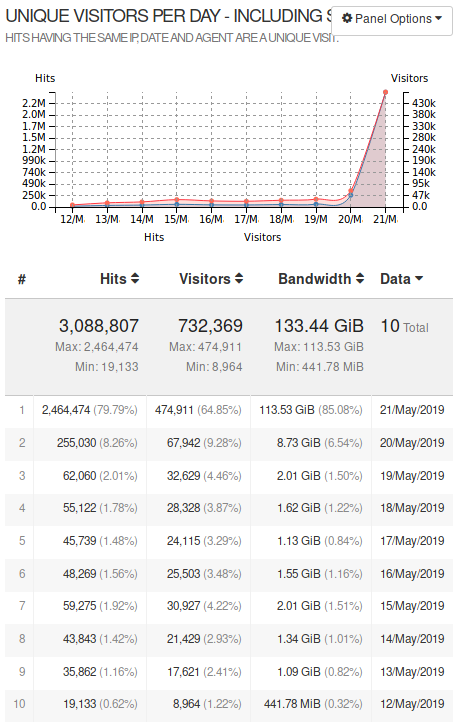 UNIQUE VISITORS PER DAY - INCLUDING S
Panel Options
HITS HAVING THE SAME IP, DATE AND AGENT ARE A UNIQUE VISIT.
Hits Visitors
2.2M 430k
2.0M 380k
1.7M 330k
1.5M 280k
1.2M 240k
990k 190k
740k 140k
490k 95k
250k 47k
0.0 0.0
12/M. 13/M. 14/M. 15/M. 16/M. 17/M. 18/M. 19/M. 20/M. 21/M
Hits Visitors
# Hits Visitors Bandwidth Data
3,088,807 732,369 133.44 GiB 10 Total
Max: 2,464,474 Max: 474,911 Max: 113.53 GiB
Min: 19,133 Min: 8,964 Min: 441.78 MiB
1 2,464,474 (79.79%) 474,911 (64.85%) 113.53 GiB (85.08%) 21/May/2019
2 255,030 (8.26%) 67,942 (9.28%) 8.73 GiB (6.54%) 20/May/2019
3 62,060 (2.01%) 32,629 (4.46%) 2.01 GiB (1.50%) 19/May/2019
4 55,122 (1.78%) 28,328 (3.87%) 1.62 GiB (1.22%) 18/May/2019
5 45,739 (1.48%) 24,115 (3.29%) 1.13 GiB (0.84%) 17/May/2019
6 48,269 (1.56%) 25,503 (3.48%) 1.55 GiB (1.16%) 16/May/2019
7 59,275 (1.92%) 30,927 (4.22%) 2.01 GiB (1.51%) 15/May/2019
8 43,843 (1.42%) 21,429 (2.93%) 1.34 GiB (1.01%) 14/May/2019
9 35,862 (1.16%) 17,621 (2.41%) 1.09 GiB (0.82%) 13/May/2019
10 19,133 (0.62%) 8,964 (1.22%) 441.78 MiB (0.32%) 12/May/2019